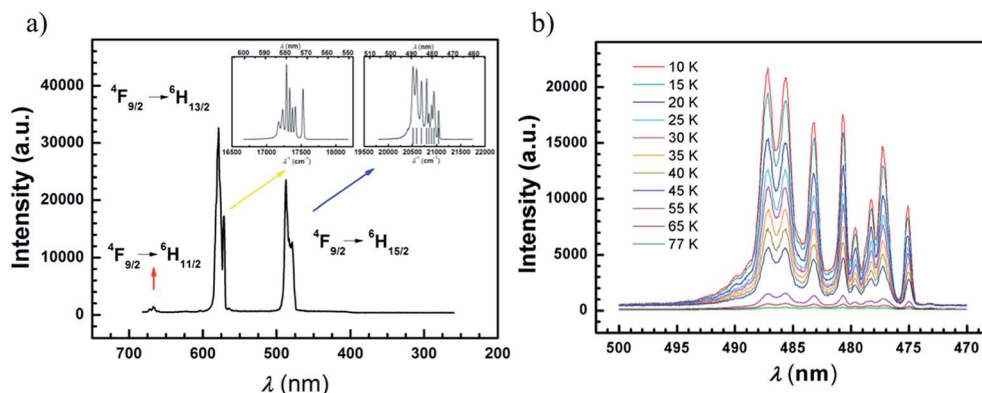 a)
Intensity (a.u.)
40000
30000
20000
10000
0
700 600 500 400 300 200
λ (nm)
⁴F₉/₂ → ⁶H₁₃/₂
⁴F₉/₂ → ⁶H₁₁/₂
⁴F₉/₂ → ⁶H₁₅/₂
λ (nm)
600 590 580 570 560 550
16500 17000 17500 18000
λ⁻¹ (cm⁻¹)
λ (nm)
510 500 490 480 470 460
19500 20000 20500 21000 21500 22000
λ⁻¹ (cm⁻¹)
b)
Intensity (a.u.)
20000
15000
10000
5000
0
500 495 490 485 480 475 470
λ (nm)
10 K
15 K
20 K
25 K
30 K
35 K
40 K
45 K
55 K
65 K
77 K